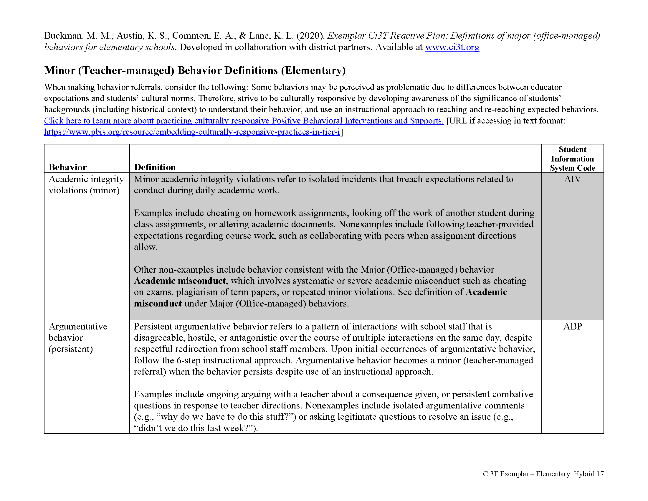 Buckman, M. M., Austin, K. S., Common, E. A., & Lane, K. L. (2020). Exemplar Ci3T Reactive Plan: Definitions of major (office-managed)
behaviors for elementary schools. Developed in collaboration with district partners. Available at www.ci3t.org
Minor (Teacher-managed) Behavior Definitions (Elementary)
When making behavior referrals, consider the following: Some behaviors may be perceived as problematic due to differences between educator
expectations and students' cultural norms. Therefore, strive to be culturally responsive by developing awareness of the significance of students'
backgrounds (including historical context) to understand their behavior, and use an instructional approach to teaching and re-teaching expected behaviors.
Click here to learn more about practicing culturally responsive Positive Behavioral Interventions and Supports. [URL if accessing in text format:
https://www.pbis.org/resource/embedding-culturally-responsive-practices-in-tier-i]
Behavior
Definition
Student
Information
System Code
Academic integrity
violations (minor)
Minor academic integrity violations refer to isolated incidents that breach expectations related to
conduct during daily academic work.
Examples include cheating on homework assignments, looking off the work of another student during
class assignments, or altering academic documents. Nonexamples include following teacher-provided
expectations regarding course work, such as collaborating with peers when assignment directions
allow.
Other non-examples include behavior consistent with the Major (Office-managed) behavior
Academic misconduct, which involves systematic or severe academic misconduct such as cheating
on exams, plagiarism of term papers, or repeated minor violations. See definition of Academic
misconduct under Major (Office-managed) behaviors.
AIV
Argumentative
behavior
(persistent)
Persistent argumentative behavior refers to a pattern of interactions with school staff that is
disagreeable, hostile, or antagonistic over the course of multiple interactions on the same day, despite
respectful redirection from school staff members. Upon initial occurrences of argumentative behavior,
follow the 6-step instructional approach. Argumentative behavior becomes a minor (teacher-managed
referral) when the behavior persists despite use of an instructional approach.
Examples include ongoing arguing with a teacher about a consequence given, or persistent combative
questions in response to teacher directions. Nonexamples include isolated argumentative comments
(e.g., "why do we have to do this stuff?") or asking legitimate questions to resolve an issue (e.g.,
"didn't we do this last week?").
ABP
Ci3T Exemplar – Elementary: Hybrid 17